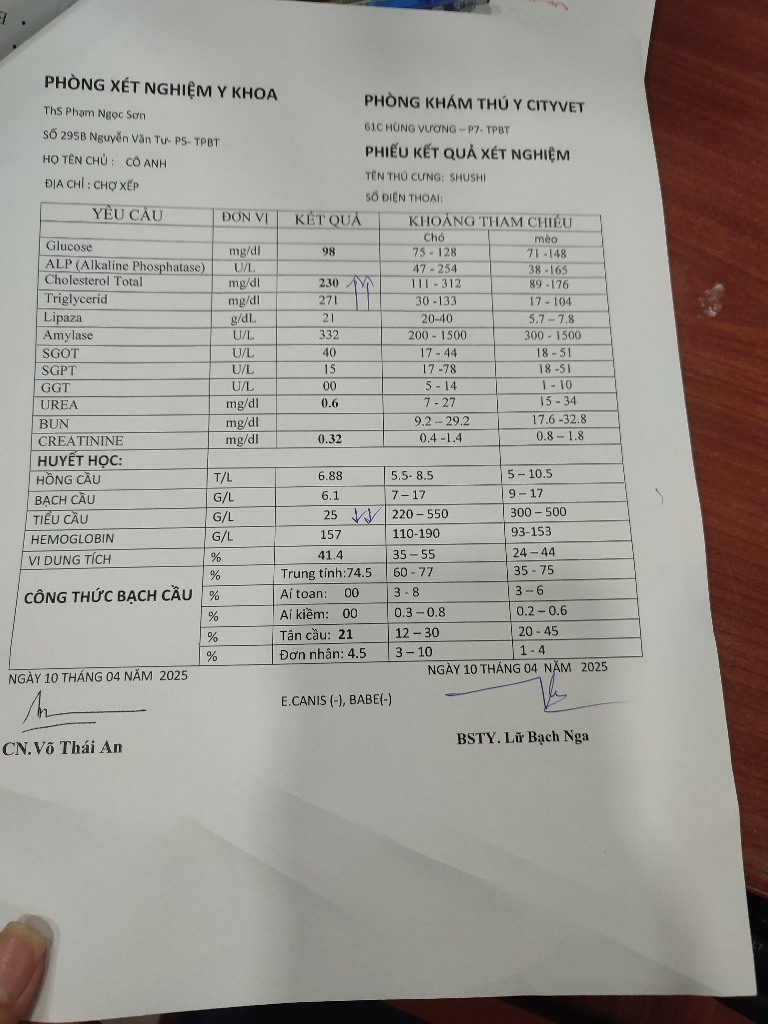 PHÒNG XÉT NGHIỆM Y KHOA
ThS Phạm Ngọc Sơn
SỐ 295B Nguyễn Văn Tư- P5- TPBT
HỌ TÊN CHỦ : CÔ ANH
ĐỊA CHỈ : CHỢ XẾP
PHÒNG KHÁM THÚ Y CITYVET
61C HÙNG VƯƠNG – P7- TPBT
PHIẾU KẾT QUẢ XÉT NGHIỆM
TÊN THÚ CƯNG: SHUSHI
SỐ ĐIỆN THOẠI:
YÊU CẦU ĐƠN VỊ KẾT QUẢ KHOẢNG THAM CHIẾU
Chó mèo
Glucose mg/dl 98 75 - 128 71 -148
ALP (Alkaline Phosphatase) U/L 47 - 254 38 -165
Cholesterol Total mg/dl 230 111 - 312 89 -176
Triglycerid mg/dl 271 30 -133 17 - 104
Lipaza g/dL 21 20-40 5.7 – 7.8
Amylase U/L 332 200 - 1500 300 - 1500
SGOT U/L 40 17 - 44 18 - 51
SGPT U/L 15 17 -78 18 -51
GGT U/L 00 5 - 14 1 - 10
UREA mg/dl 0.6 7 - 27 15 - 34
BUN mg/dl 9.2 – 29.2 17.6 -32.8
CREATININE mg/dl 0.32 0.4 -1.4 0.8 – 1.8
HUYẾT HỌC:
HỒNG CẦU T/L 6.88 5.5- 8.5 5 – 10.5
BẠCH CẦU G/L 6.1 7 – 17 9 – 17
TIỂU CẦU G/L 25 220 – 550 300 – 500
HEMOGLOBIN G/L 157 110-190 93-153
VI DUNG TÍCH % 41.4 35 – 55 24 – 44
CÔNG THỨC BẠCH CẦU % Trung tính:74.5 60 - 77 35 - 75
% Aí toan: 00 3 - 8 3 – 6
% Aí kiềm: 00 0.3 – 0.8 0.2 – 0.6
% Tân cầu: 21 12 – 30 20 - 45
% Đơn nhân: 4.5 3 – 10 1 - 4
NGÀY 10 THÁNG 04 NĂM 2025
NGÀY 10 THÁNG 04 NĂM 2025
E.CANIS (-), BABE(-)
CN.Võ Thái An
BSTY. Lữ Bạch Nga